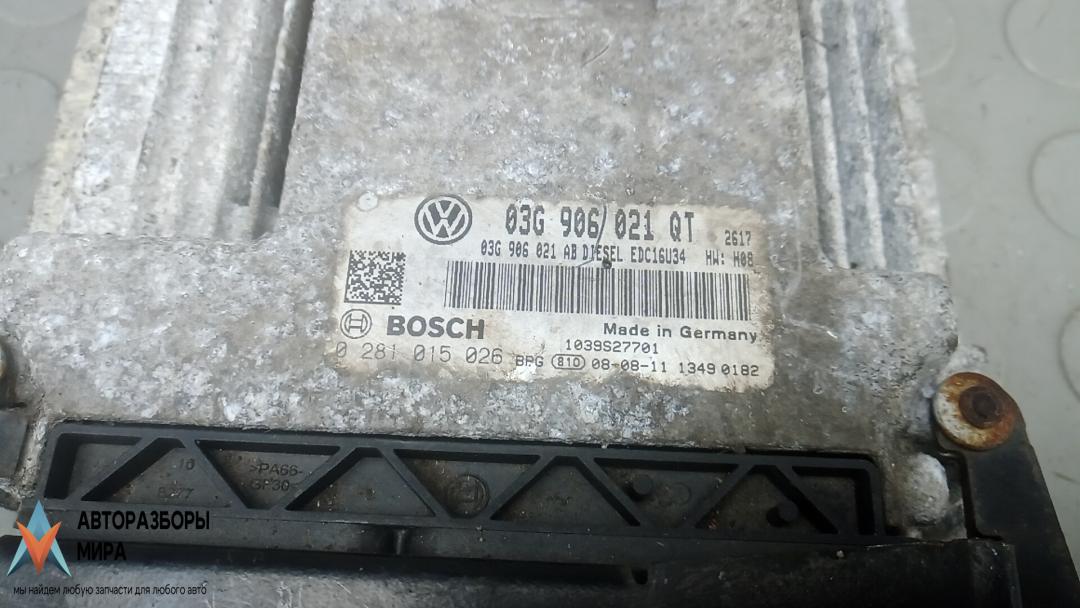 03G 906 021 QT 2617
03G 906 021 AB DIESEL EDC16U34 HW: H08
BOSCH Made in Germany
1039S27701
0 281 015 026 BPG 810 08-08-11 1349 0182
>PA66-
GF30<
АВТОРАЗБОРЫ
МИРА
мы найдем любую запчасти для любого авто